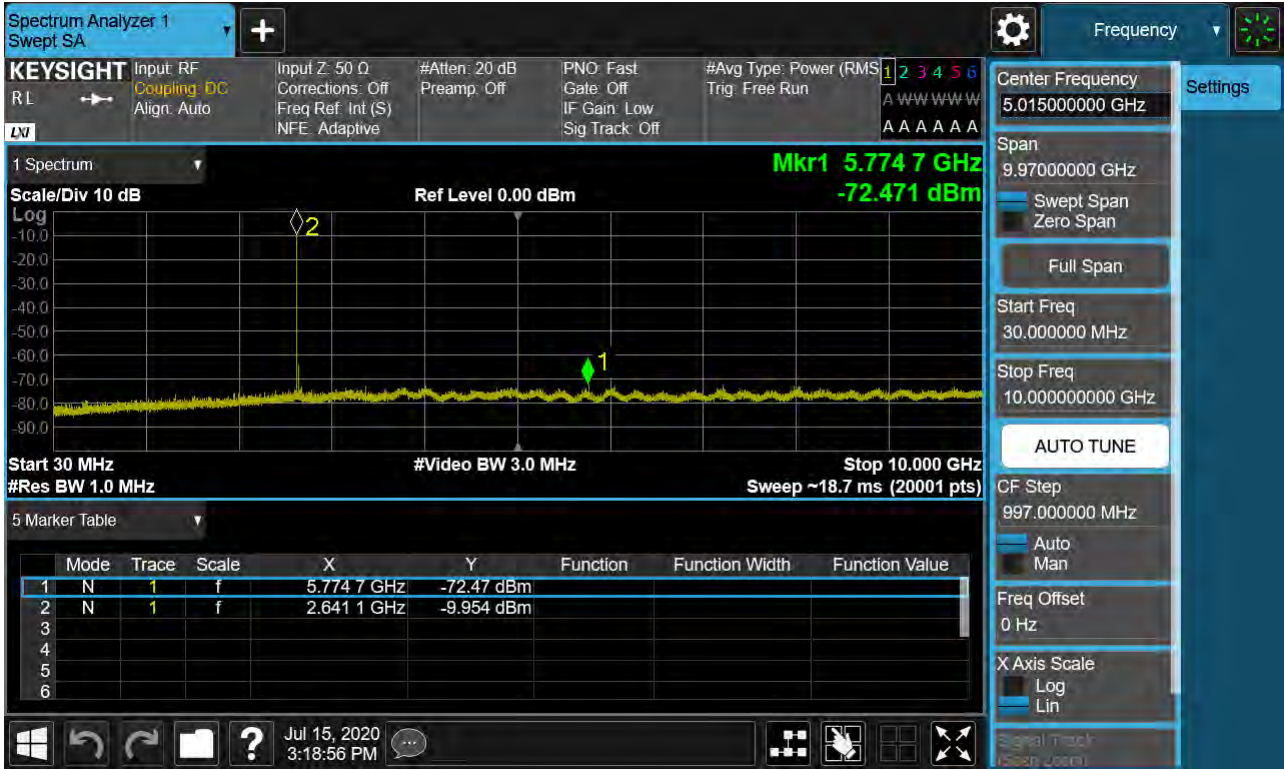 Spectrum Analyzer 1
Swept SA
+
Frequency
KEYSIGHT
R L
LXI
Input: RF
Coupling: DC
Align: Auto
Input Z: 50 Ω
Corrections: Off
Freq Ref: Int (S)
NFE: Adaptive
#Atten: 20 dB
Preamp: Off
PNO: Fast
Gate: Off
IF Gain: Low
Sig Track: Off
#Avg Type: Power (RMS
Trig: Free Run
1 2 3 4 5 6
A W W W W W
A A A A A A
1 Spectrum
Scale/Div 10 dB
Ref Level 0.00 dBm
Mkr1 5.774 7 GHz
-72.471 dBm
Log
-10.0
-20.0
-30.0
-40.0
-50.0
-60.0
-70.0
-80.0
-90.0
2
1
Start 30 MHz
#Video BW 3.0 MHz
Stop 10.000 GHz
#Res BW 1.0 MHz
Sweep ~18.7 ms (20001 pts)
5 Marker Table
Mode Trace Scale X Y Function Function Width Function Value
1 N 1 f 5.774 7 GHz -72.47 dBm
2 N 1 f 2.641 1 GHz -9.954 dBm
3
4
5
6
Jul 15, 2020
3:18:56 PM
?
Center Frequency
5.015000000 GHz
Settings
Span
9.97000000 GHz
Swept Span
Zero Span
Full Span
Start Freq
30.000000 MHz
Stop Freq
10.000000000 GHz
AUTO TUNE
CF Step
997.000000 MHz
Auto
Man
Freq Offset
0 Hz
X Axis Scale
Log
Lin
Signal Track
(Span Zoom)